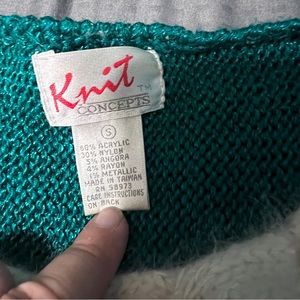 Knit ™
CONCEPTS
S
60% ACRYLIC
30% NYLON
5% ANGORA
4% RAYON
1% METALLIC
MADE IN TAIWAN
RN 58973
CARE INSTRUCTIONS
ON BACK